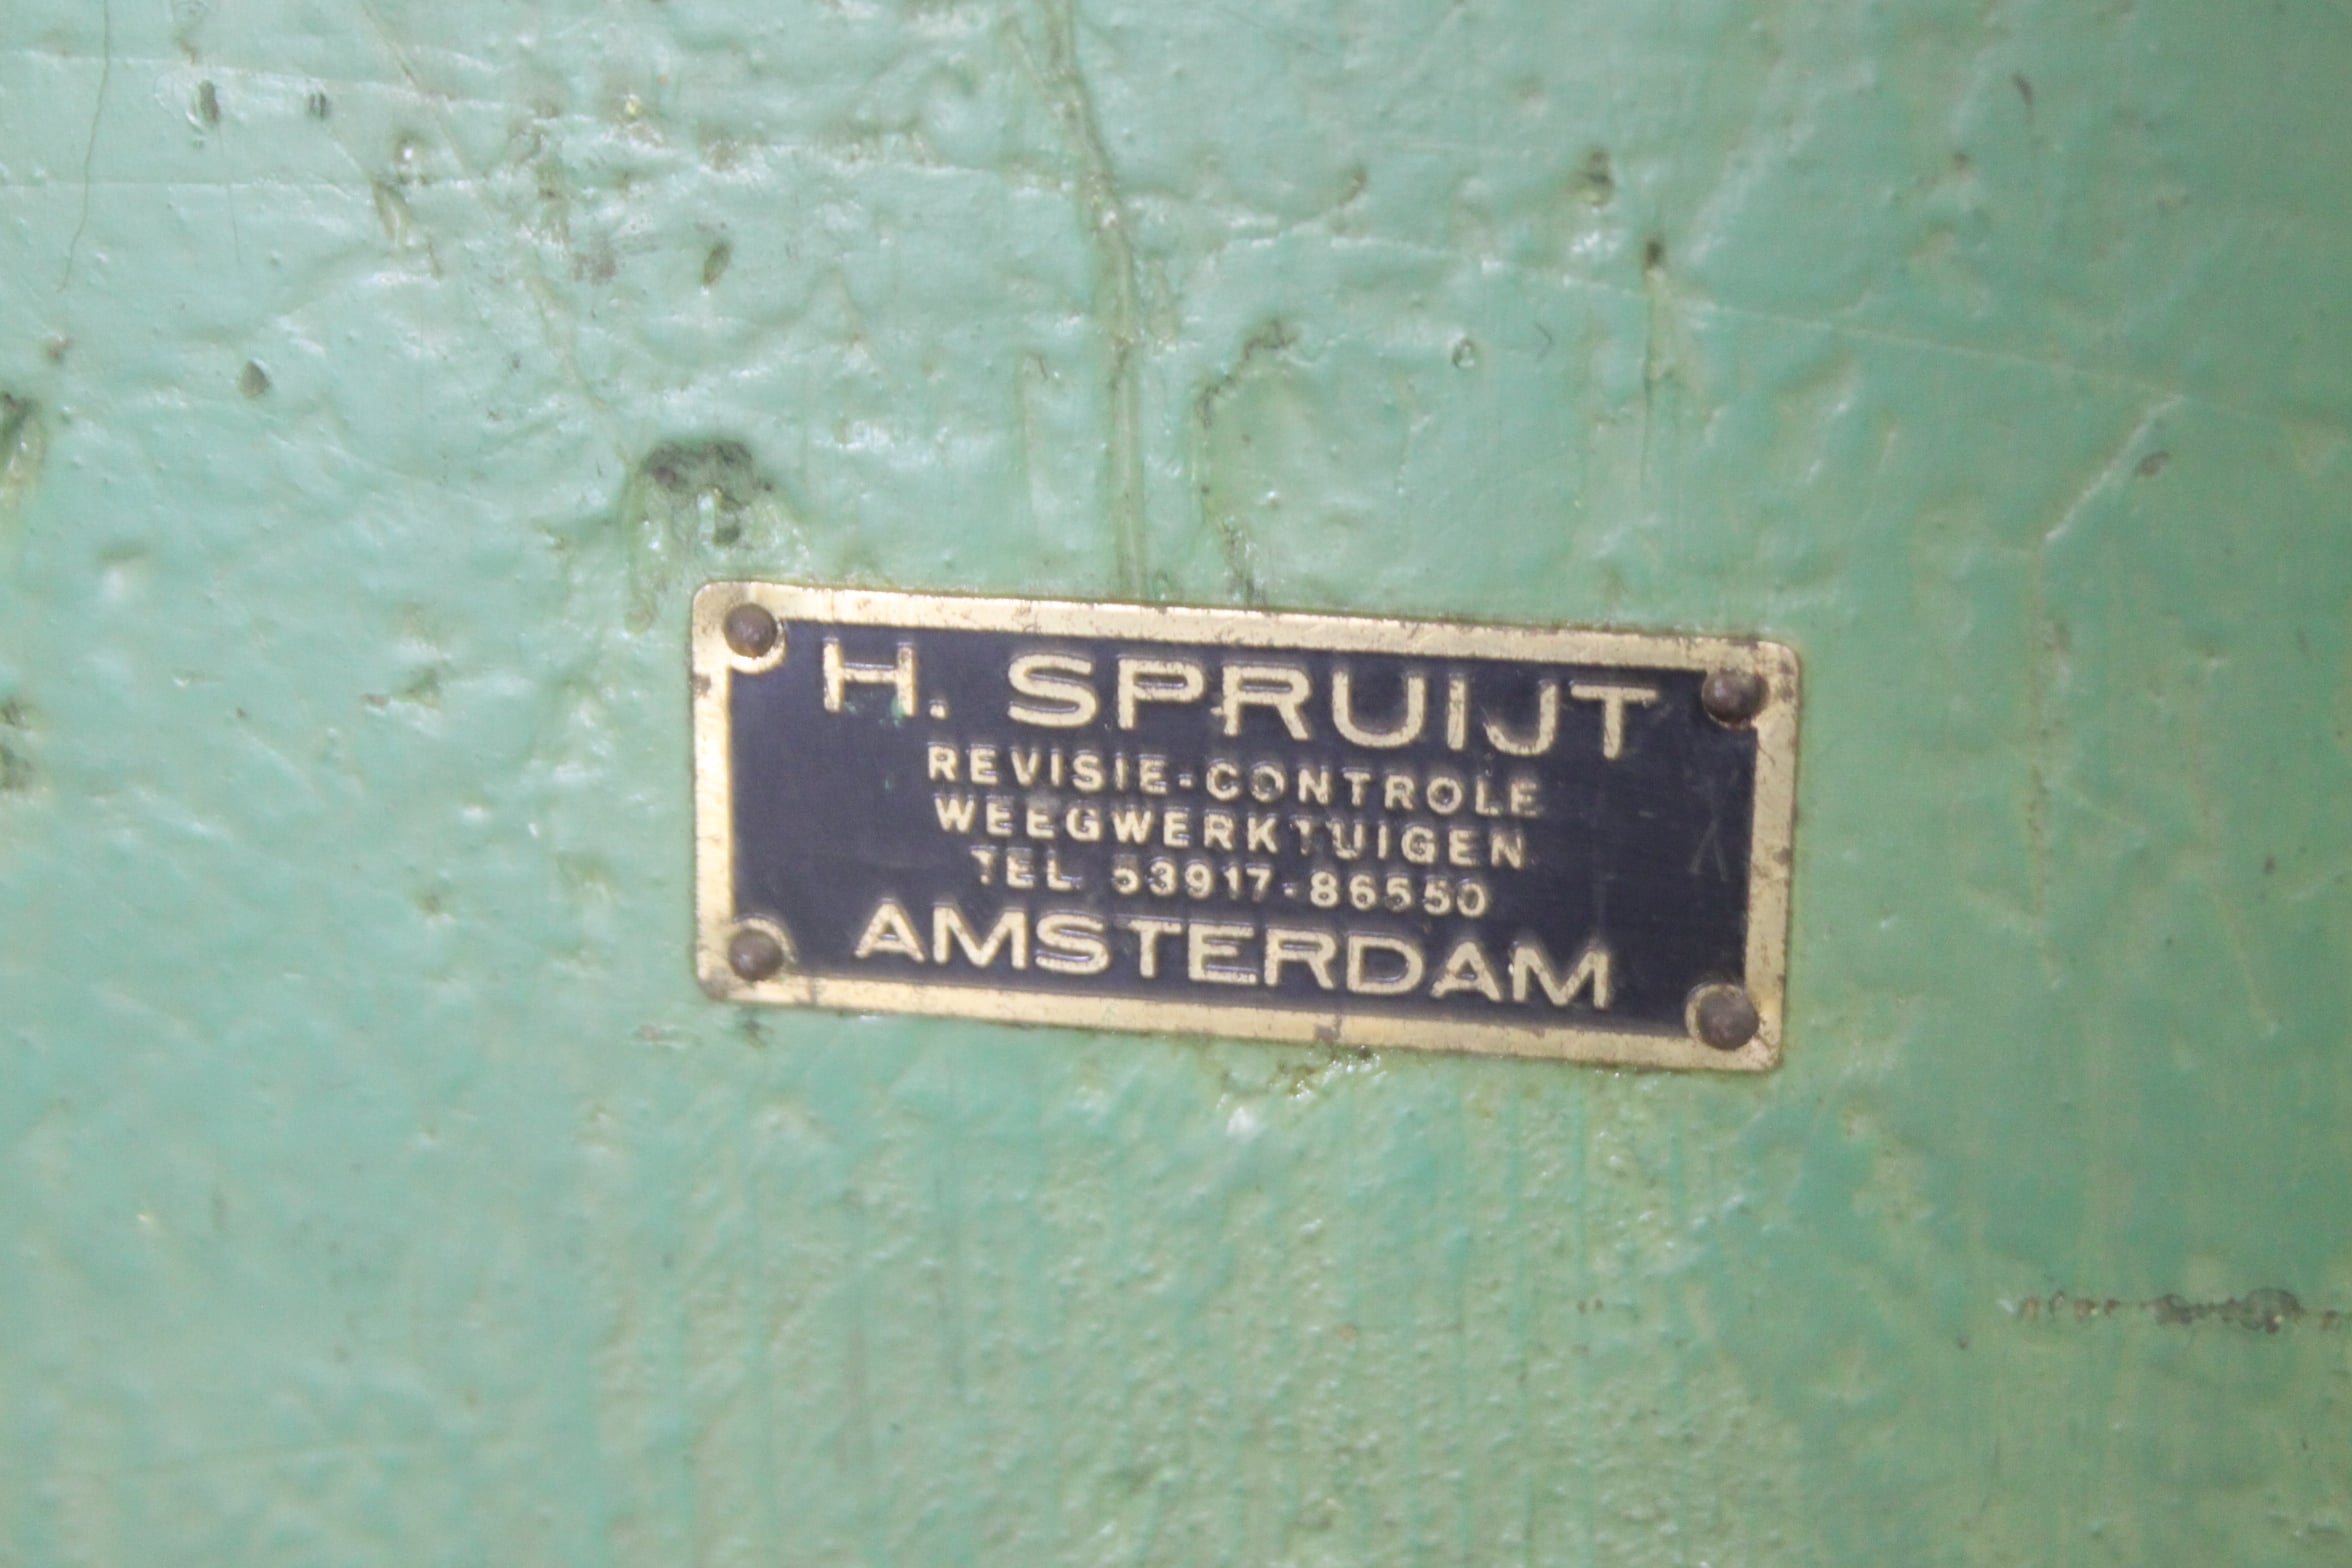 H. SPRUIJT
REVISIE-CONTROLE
WEEGWERKTUIGEN
TEL. 53917-86550
AMSTERDAM